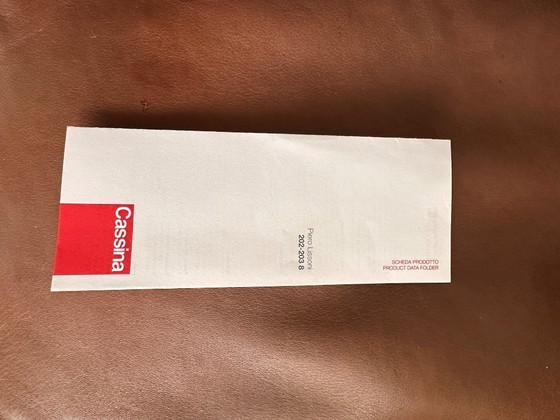 Cassina
Piero Lissoni
202-203 8
SCHEDA PRODOTTO
PRODUCT DATA FOLDER